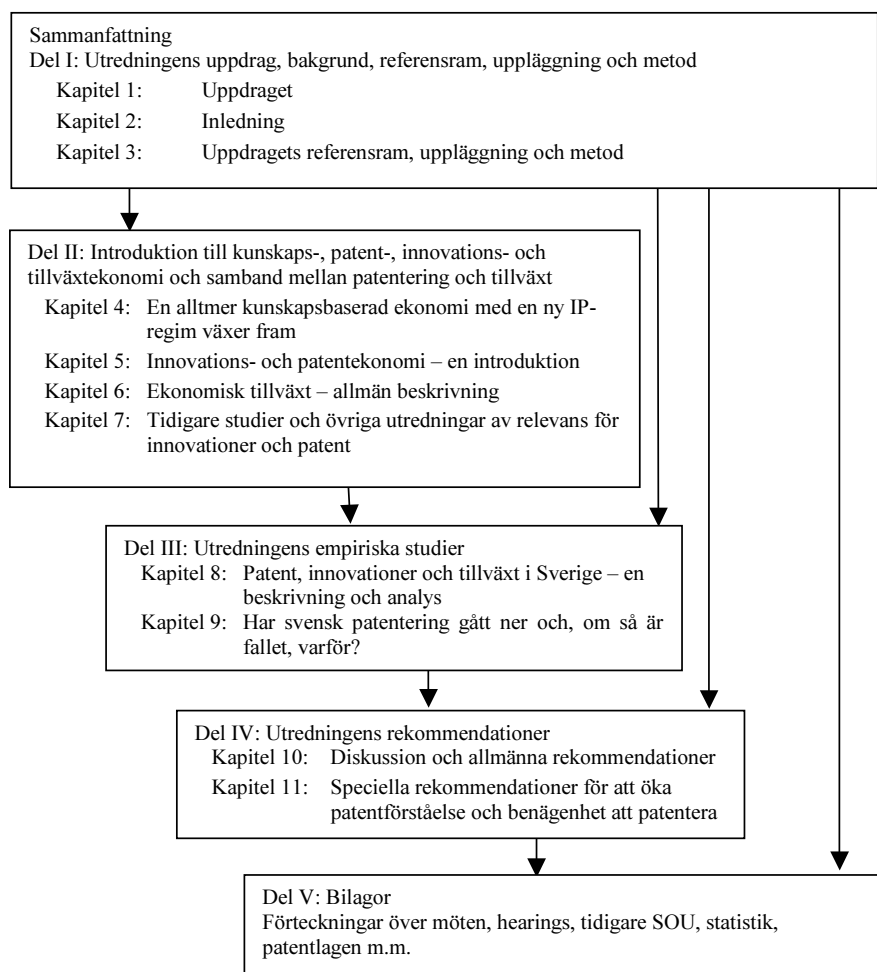 Sammanfattning
Del I: Utredningens uppdrag, bakgrund, referensram, uppläggning och metod
Kapitel 1: Uppdraget
Kapitel 2: Inledning
Kapitel 3: Uppdragets referensram, uppläggning och metod
Del II: Introduktion till kunskaps-, patent-, innovations- och
tillväxtekonomi och samband mellan patentering och tillväxt
Kapitel 4: En alltmer kunskapsbaserad ekonomi med en ny IP-
regim växer fram
Kapitel 5: Innovations- och patentekonomi – en introduktion
Kapitel 6: Ekonomisk tillväxt – allmän beskrivning
Kapitel 7: Tidigare studier och övriga utredningar av relevans för
innovationer och patent
Del III: Utredningens empiriska studier
Kapitel 8: Patent, innovationer och tillväxt i Sverige – en
beskrivning och analys
Kapitel 9: Har svensk patentering gått ner och, om så är
fallet, varför?
Del IV: Utredningens rekommendationer
Kapitel 10: Diskussion och allmänna rekommendationer
Kapitel 11: Speciella rekommendationer för att öka
patentförståelse och benägenhet att patentera
Del V: Bilagor
Förteckningar över möten, hearings, tidigare SOU, statistik,
patentlagen m.m.